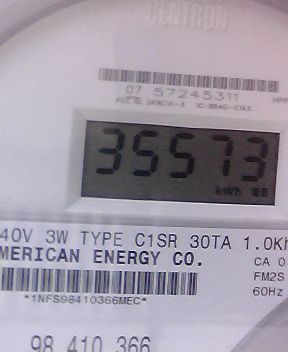 CENTRON
07 57245311
35573
kWh
40V 3W TYPE C1SR 30TA 1.0Kh
MERICAN ENERGY CO.
CA 0
FM2S
*1NFS98410366MEC*
60Hz
98 410 366